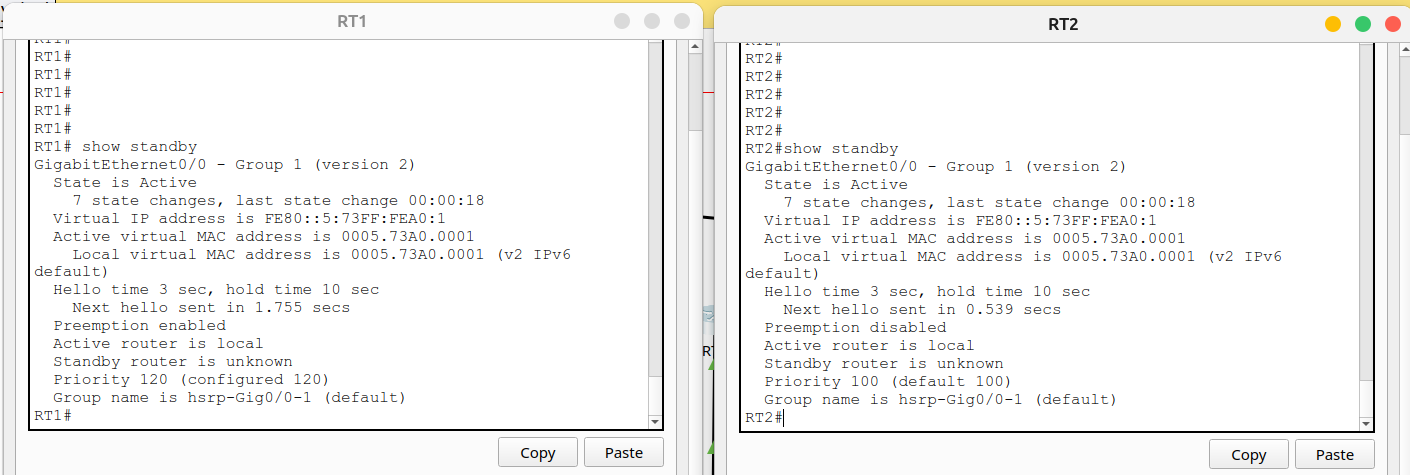 RT1
RT1#
RT1#
RT1#
RT1#
RT1#
RT1#
RT1# show standby
GigabitEthernet0/0 - Group 1 (version 2)
State is Active
7 state changes, last state change 00:00:18
Virtual IP address is FE80::5:73FF:FEA0:1
Active virtual MAC address is 0005.73A0.0001
Local virtual MAC address is 0005.73A0.0001 (v2 IPv6
default)
Hello time 3 sec, hold time 10 sec
Next hello sent in 1.755 secs
Preemption enabled
Active router is local
Standby router is unknown
Priority 120 (configured 120)
Group name is hsrp-Gig0/0-1 (default)
RT1#
Copy
Paste
RT2
RT2#
RT2#
RT2#
RT2#
RT2#
RT2#
RT2#show standby
GigabitEthernet0/0 - Group 1 (version 2)
State is Active
7 state changes, last state change 00:00:18
Virtual IP address is FE80::5:73FF:FEA0:1
Active virtual MAC address is 0005.73A0.0001
Local virtual MAC address is 0005.73A0.0001 (v2 IPv6
default)
Hello time 3 sec, hold time 10 sec
Next hello sent in 0.539 secs
Preemption disabled
Active router is local
Standby router is unknown
Priority 100 (default 100)
Group name is hsrp-Gig0/0-1 (default)
RT2#
Copy
Paste